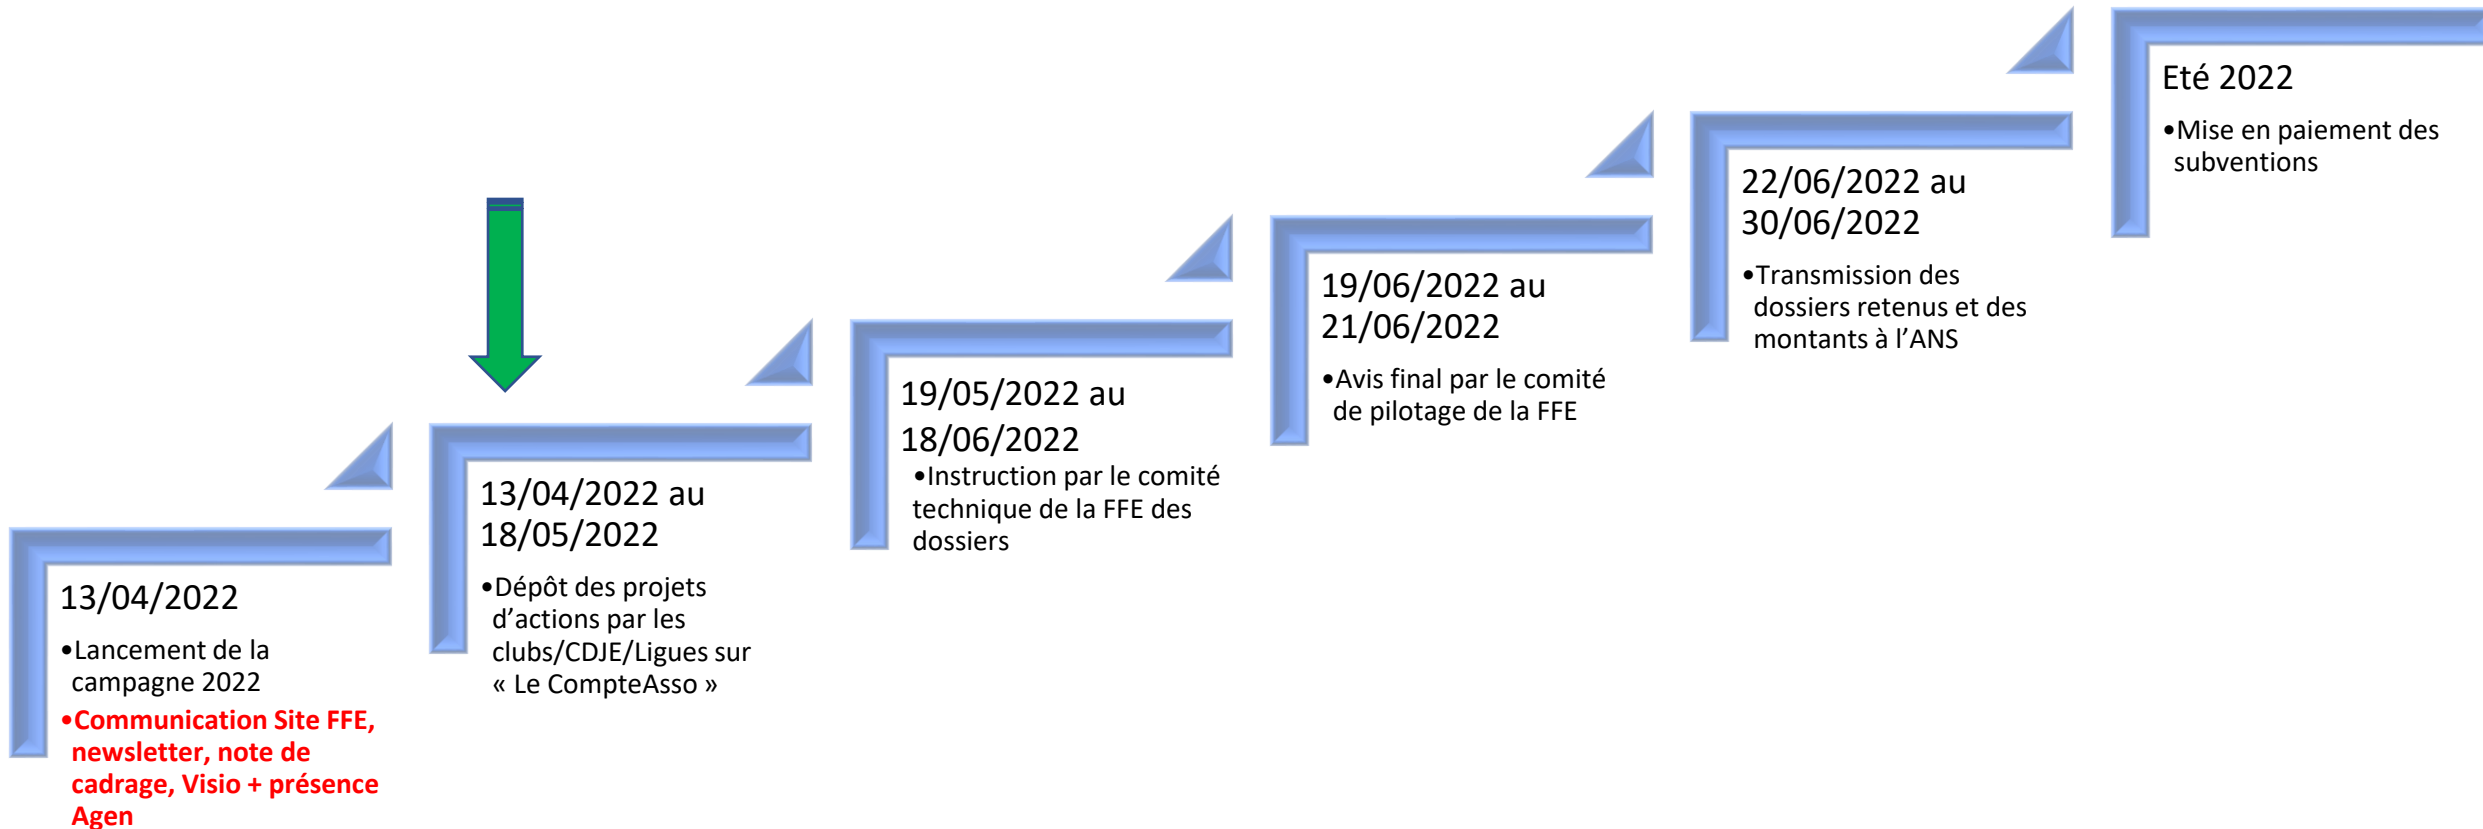 13/04/2022
•Lancement de la
campagne 2022
•Communication Site FFE,
newsletter, note de
cadrage, Visio + présence
Agen
13/04/2022 au
18/05/2022
•Dépôt des projets
d’actions par les
clubs/CDJE/Ligues sur
« Le CompteAsso »
19/05/2022 au
18/06/2022
•Instruction par le comité
technique de la FFE des
dossiers
19/06/2022 au
21/06/2022
•Avis final par le comité
de pilotage de la FFE
22/06/2022 au
30/06/2022
•Transmission des
dossiers retenus et des
montants à l’ANS
Eté 2022
•Mise en paiement des
subventions